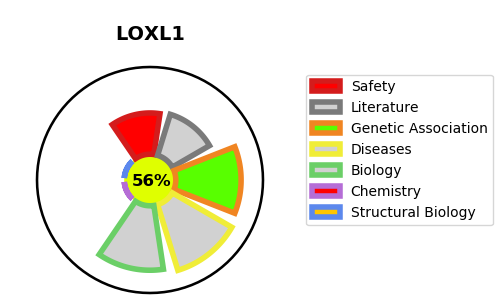 LOXL1
56%
Safety
Literature
Genetic Association
Diseases
Biology
Chemistry
Structural Biology